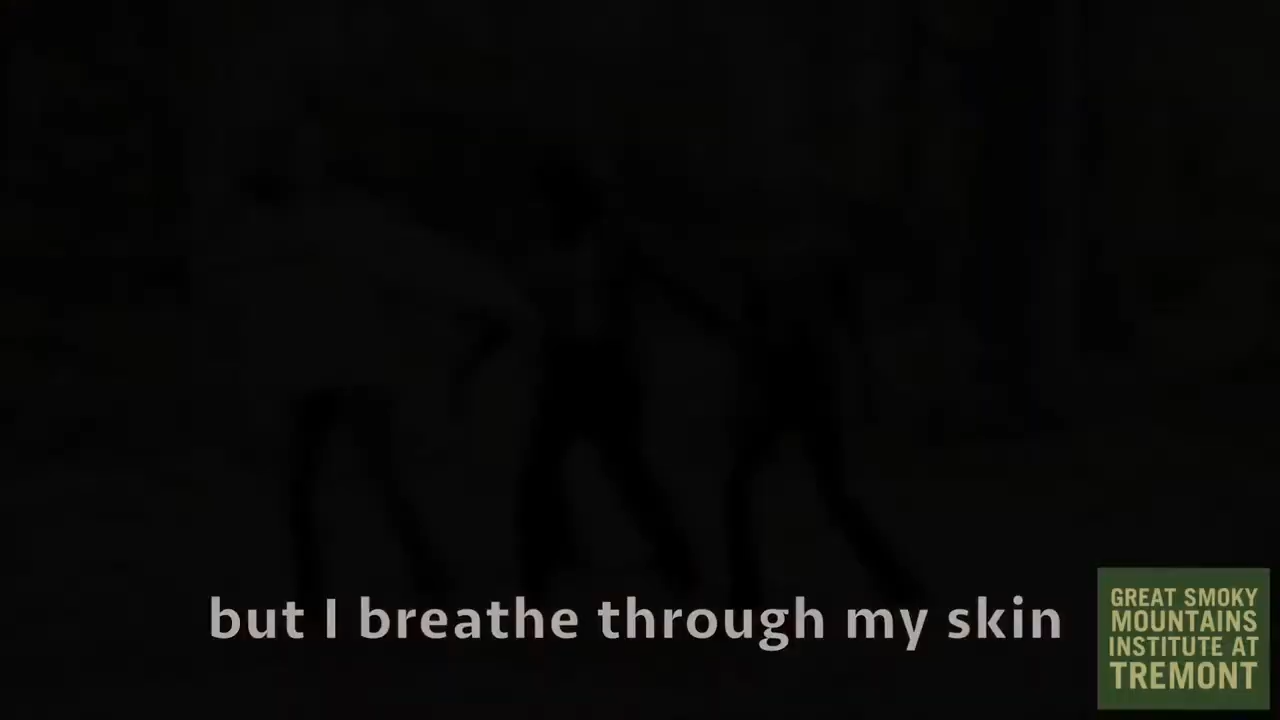 but I breathe through my skin
GREAT SMOKY
MOUNTAINS
INSTITUTE AT
TREMONT